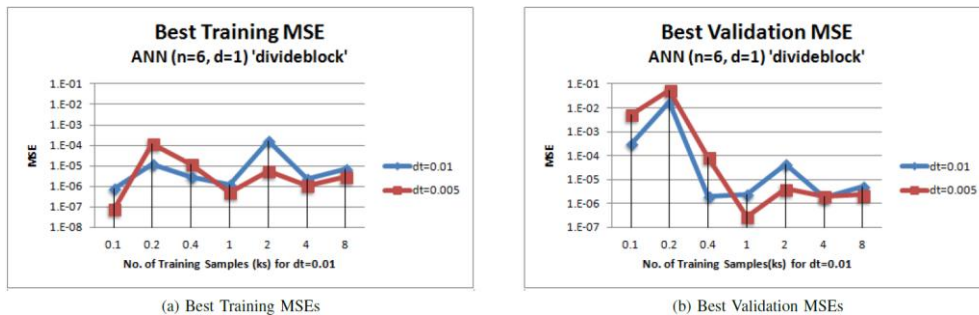 Best Training MSE
ANN (n=6, d=1) 'divideblock'
1.E-01
1.E-02
1.E-03
1.E-04
1.E-05
1.E-06
1.E-07
1.E-08
MSE
0.1 0.2 0.4 1 2 4 8
No. of Training Samples (ks) for dt=0.01
dt=0.01
dt=0.005
(a) Best Training MSEs
Best Validation MSE
ANN (n=6, d=1) 'divideblock'
1.E-01
1.E-02
1.E-03
1.E-04
1.E-05
1.E-06
1.E-07
MSE
0.1 0.2 0.4 1 2 4 8
No. of Training Samples(ks) for dt=0.01
dt=0.01
dt=0.005
(b) Best Validation MSEs